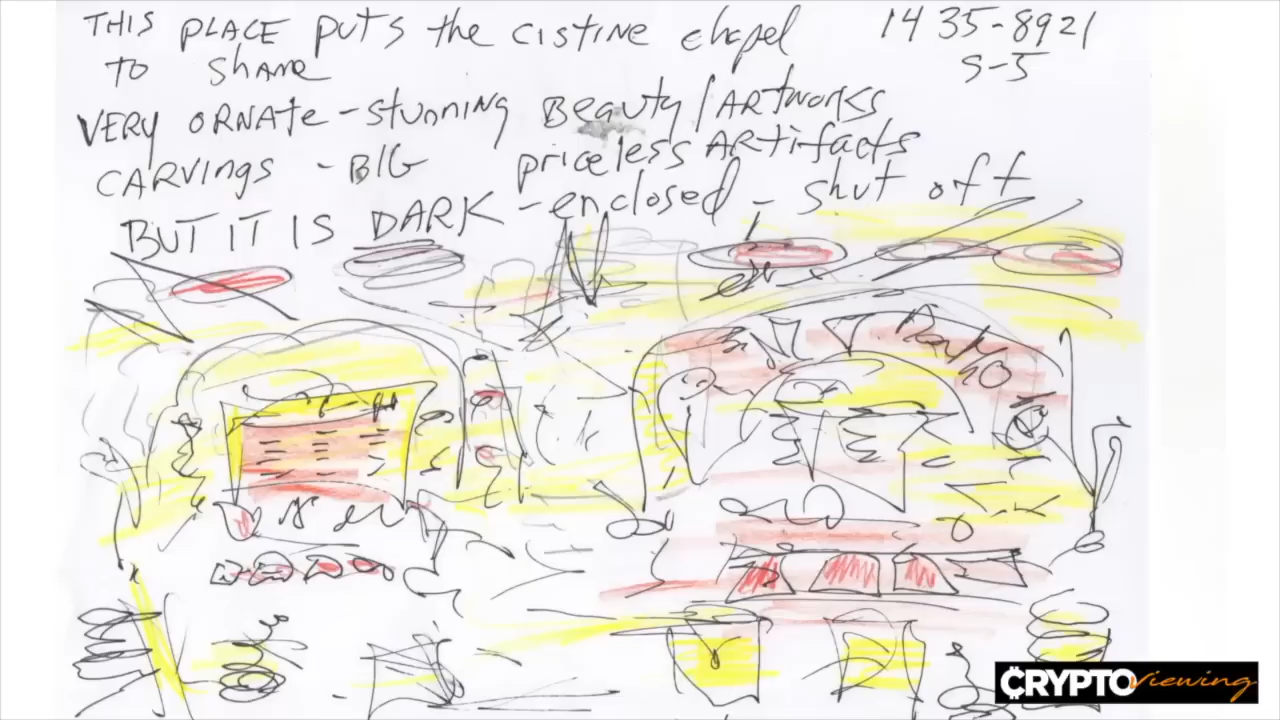 THIS PLACE PUTS THE CISTINE CHAPEL
TO SHAME
1435-8921
S-5
VERY ORNATE - STUNNING BEAUTY/ARTWORKS
CARVINGS - BIG PRICELESS ARTIFACTS
BUT IT IS DARK - ENCLOSED - SHUT OFF
CRYPTOViewing